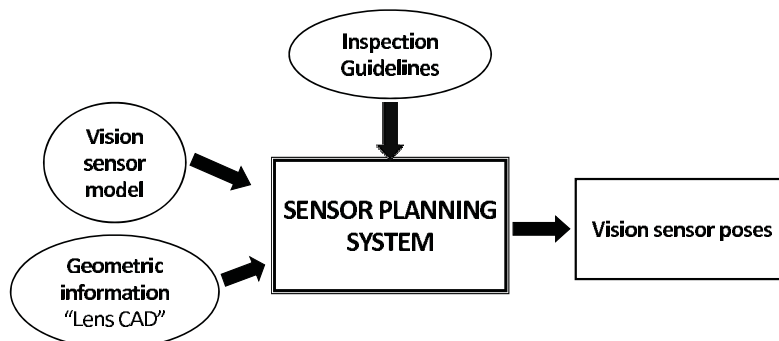 Inspection
Guidelines
Vision
sensor
model
SENSOR PLANNING
SYSTEM
Vision sensor poses
Geometric
information
“Lens CAD”